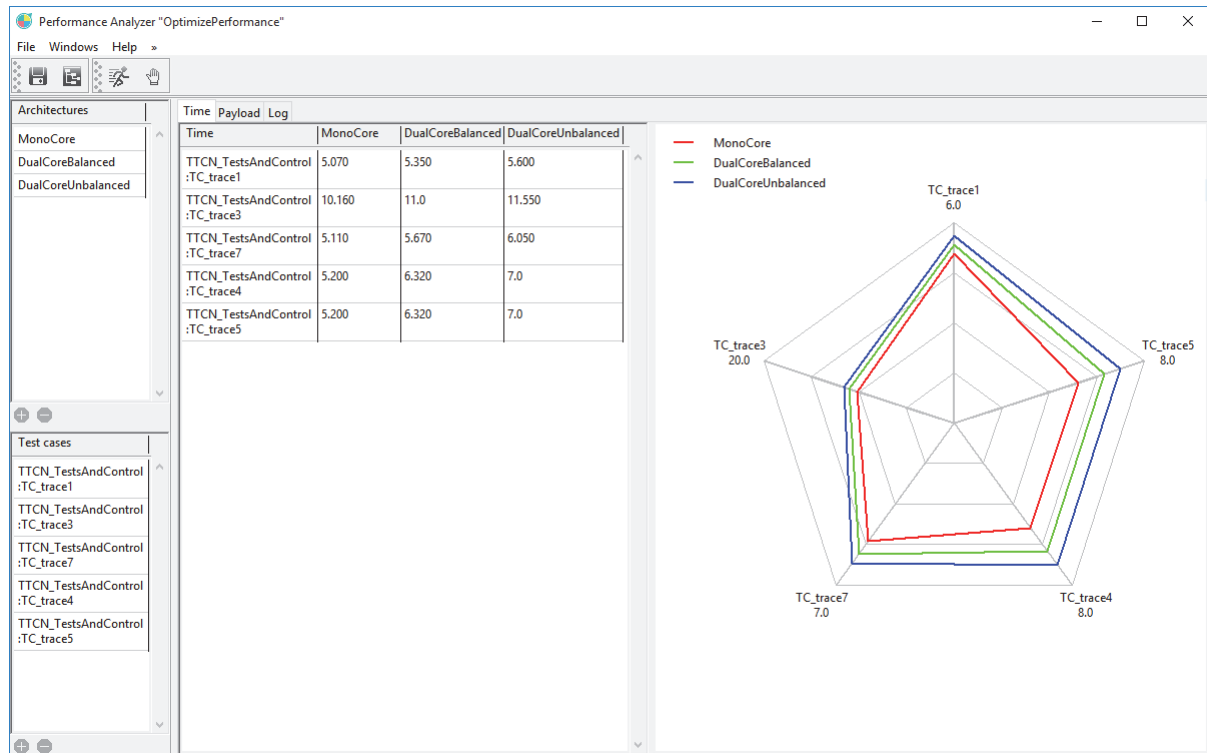 Performance Analyzer "OptimizePerformance"
File Windows Help »
Architectures
MonoCore
DualCoreBalanced
DualCoreUnbalanced
Test cases
TTCN_TestsAndControl
:TC_trace1
TTCN_TestsAndControl
:TC_trace3
TTCN_TestsAndControl
:TC_trace7
TTCN_TestsAndControl
:TC_trace4
TTCN_TestsAndControl
:TC_trace5
Time Payload Log
Time MonoCore DualCoreBalanced DualCoreUnbalanced
TTCN_TestsAndControl 5.070 5.350 5.600
:TC_trace1
TTCN_TestsAndControl 10.160 11.0 11.550
:TC_trace3
TTCN_TestsAndControl 5.110 5.670 6.050
:TC_trace7
TTCN_TestsAndControl 5.200 6.320 7.0
:TC_trace4
TTCN_TestsAndControl 5.200 6.320 7.0
:TC_trace5
MonoCore
DualCoreBalanced
DualCoreUnbalanced
TC_trace1
6.0
TC_trace3
20.0
TC_trace5
8.0
TC_trace7
7.0
TC_trace4
8.0